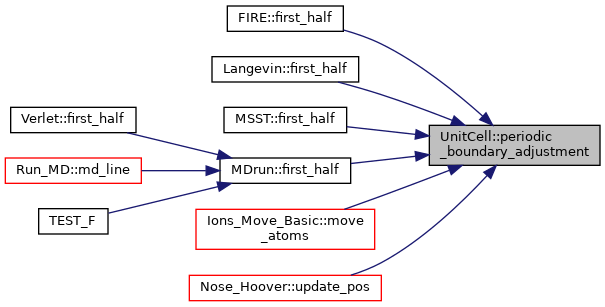 FIRE::first_half
Langevin::first_half
MSST::first_half
Verlet::first_half
UnitCell::periodic
_boundary_adjustment
Run_MD::md_line
MDrun::first_half
TEST_F
Ions_Move_Basic::move
_atoms
Nose_Hoover::update_pos